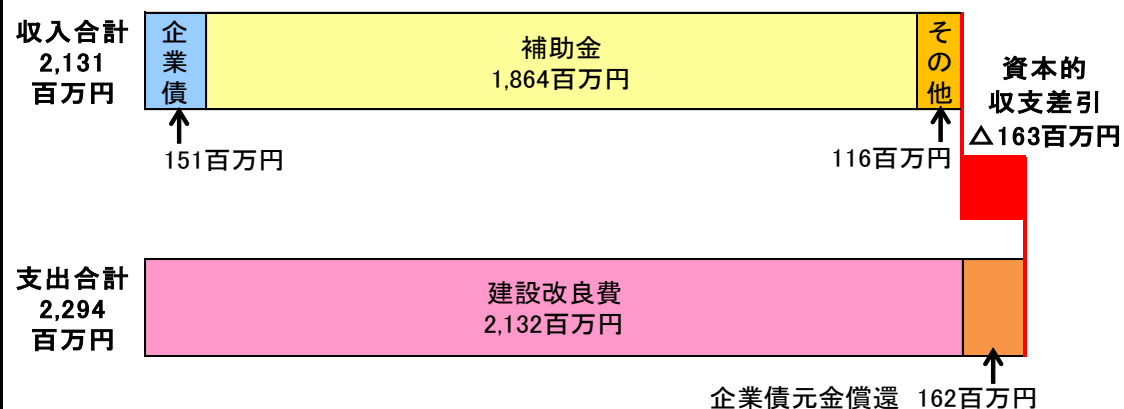 収入合計
2,131
百万円
企業債
補助金
1,864百万円
その他
151百万円
116百万円
資本的
収支差引
△163百万円
支出合計
2,294
百万円
建設改良費
2,132百万円
企業債元金償還 162百万円